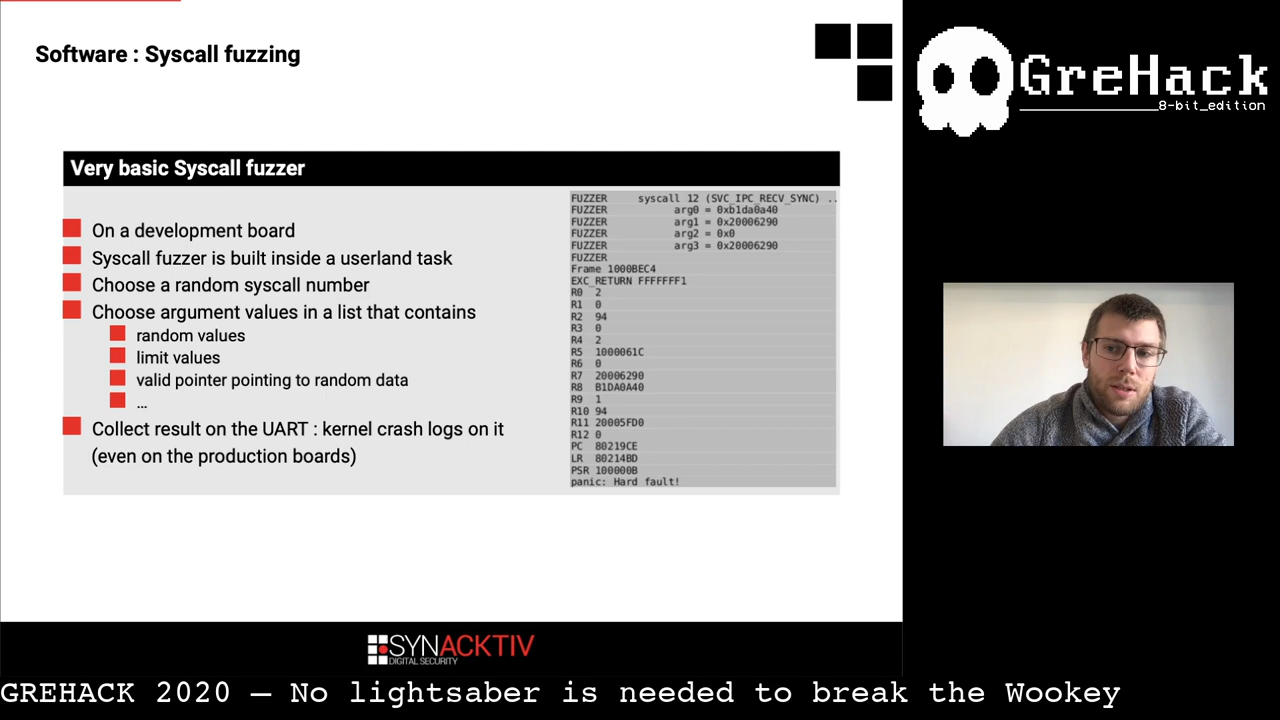 Software : Syscall fuzzing
GreHack
8-bit_edition
Very basic Syscall fuzzer
On a development board
Syscall fuzzer is built inside a userland task
Choose a random syscall number
Choose argument values in a list that contains
random values
limit values
valid pointer pointing to random data
...
Collect result on the UART : kernel crash logs on it
(even on the production boards)
FUZZER syscall 12 (SVC_IPC_RECV_SYNC) ..
FUZZER arg0 = 0xb1da0a40
FUZZER arg1 = 0x20006290
FUZZER arg2 = 0x0
FUZZER arg3 = 0x20006290
FUZZER
Frame 1000BEC4
EXC_RETURN FFFFFFF1
R0 2
R1 0
R2 94
R3 0
R4 2
R5 1000061C
R6 0
R7 20006290
R8 B1DA0A40
R9 1
R10 94
R11 20005FD0
R12 0
PC 80219CE
LR 80214BD
PSR 100000B
panic: Hard fault!
SYNACKTIV
DIGITAL SECURITY
GREHACK 2020 — No lightsaber is needed to break the Wookey